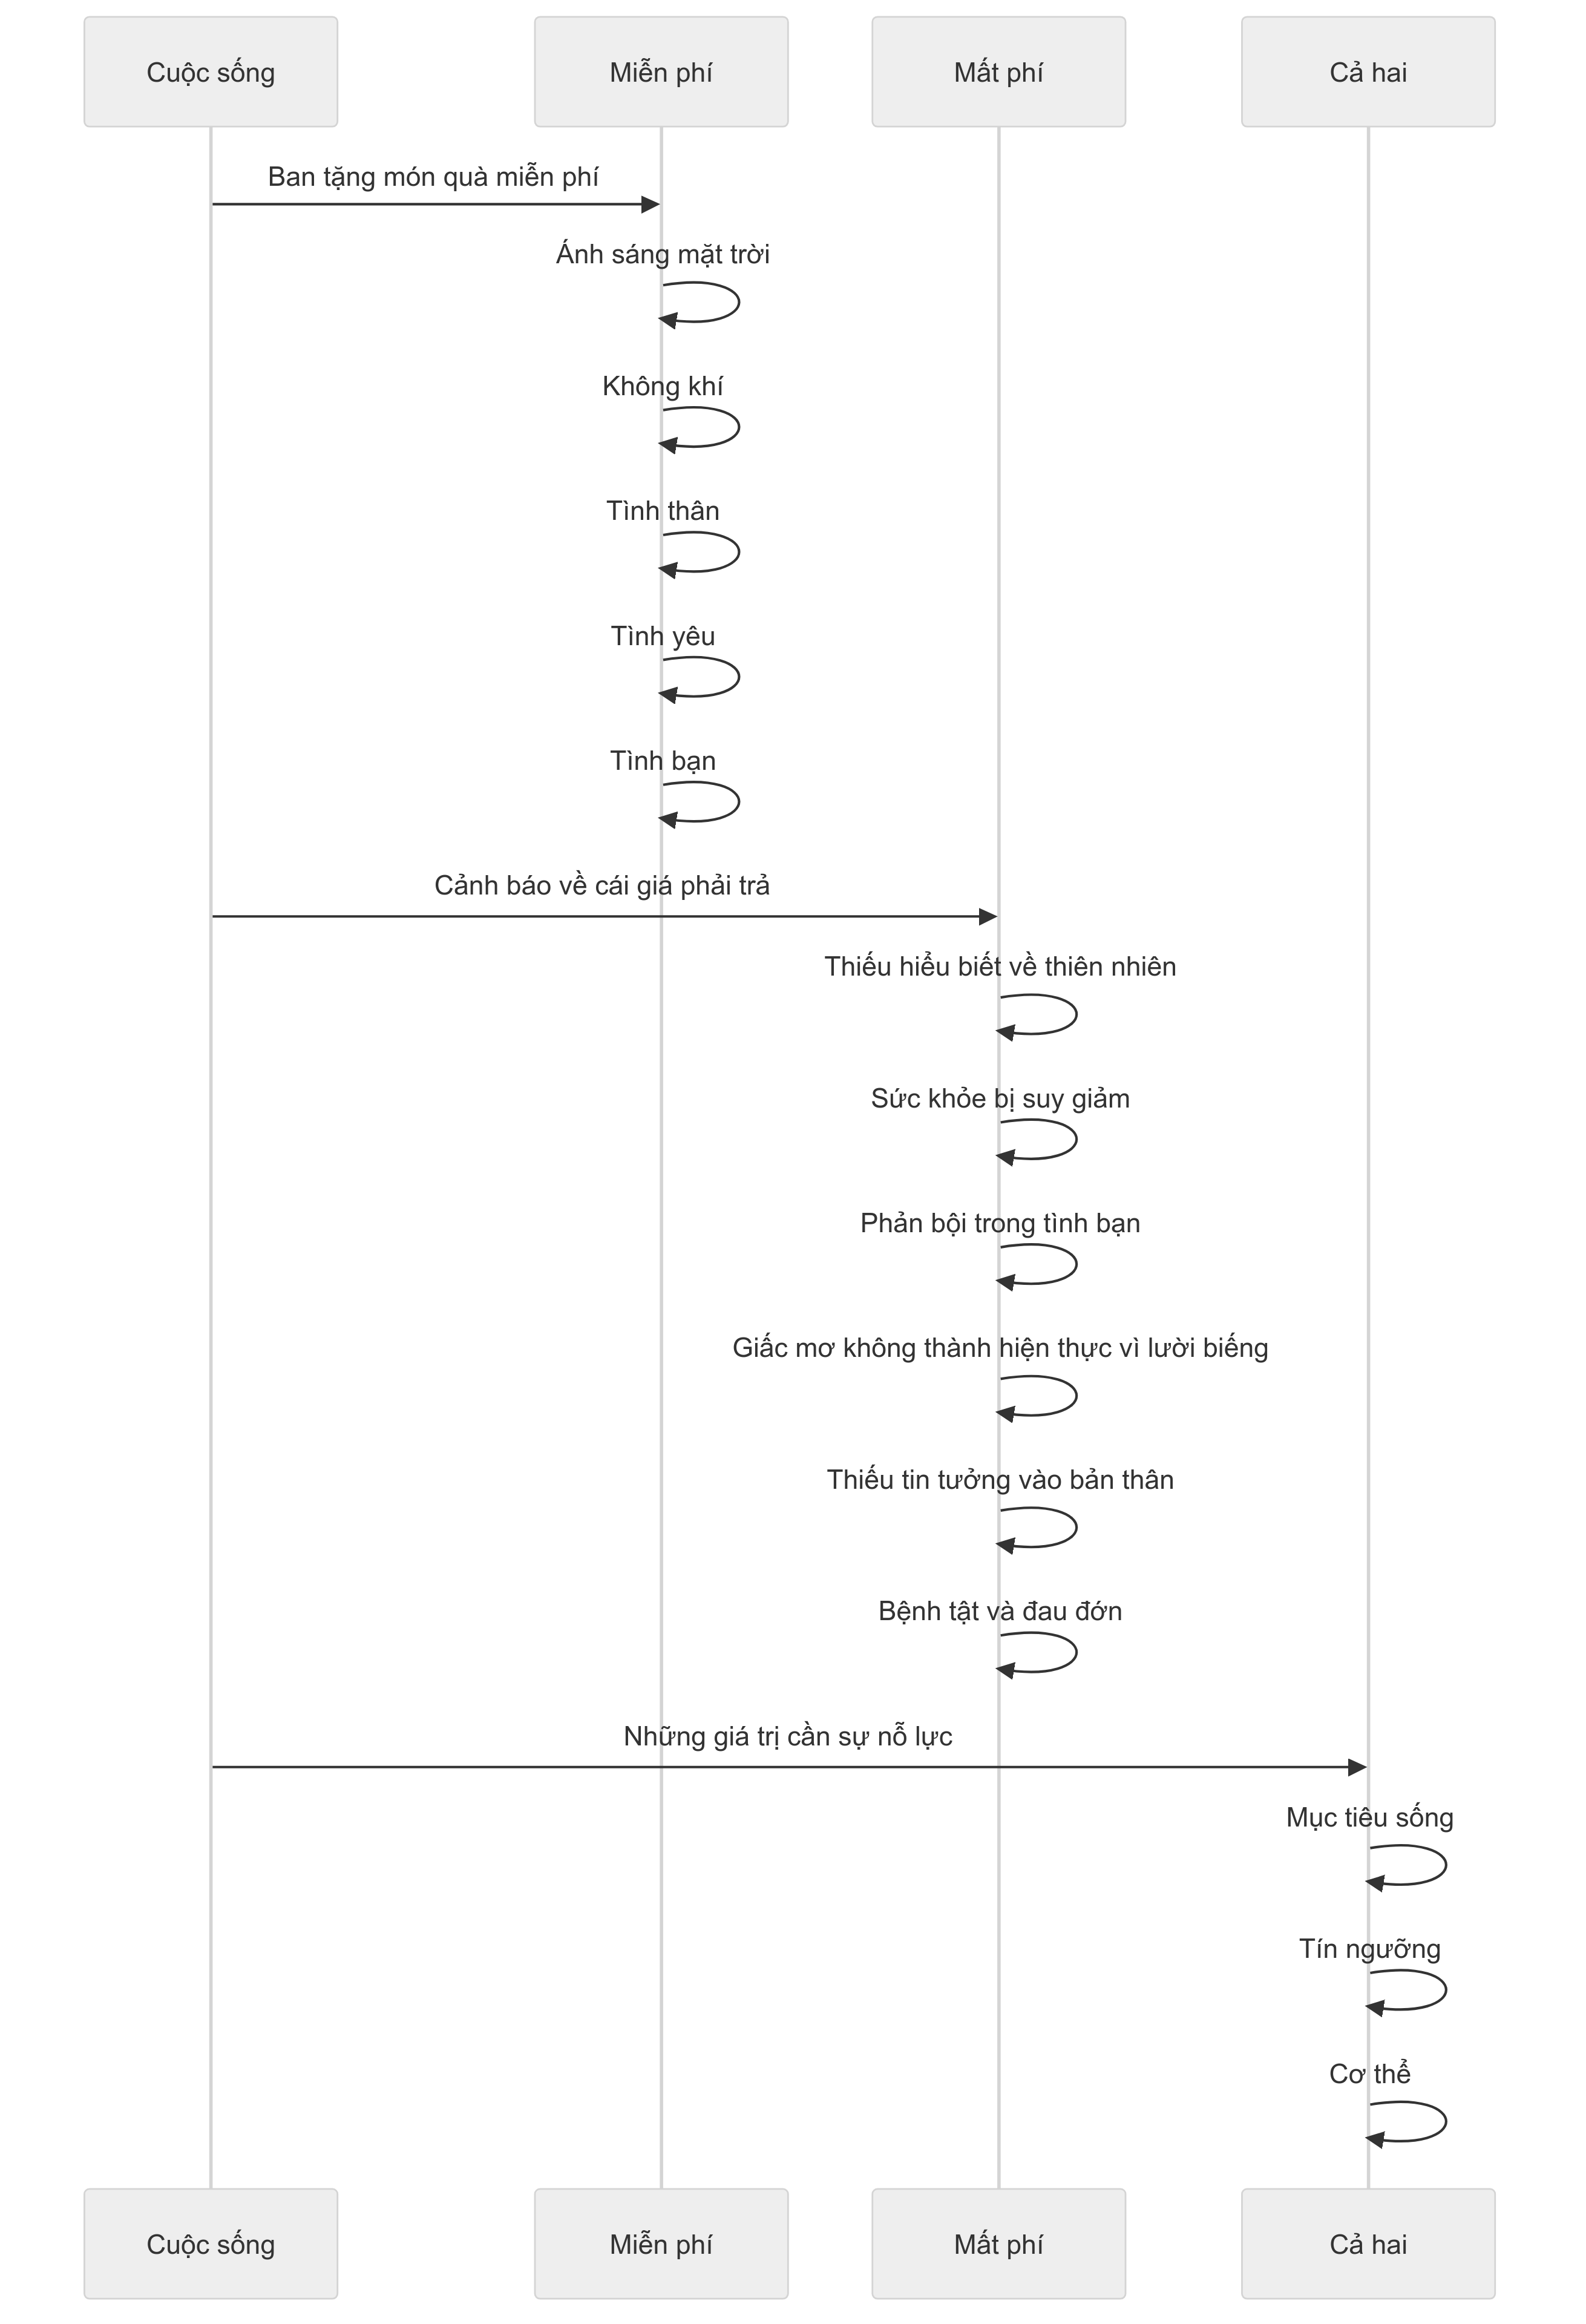 Cuộc sống
Miễn phí
Mất phí
Cả hai
Ban tặng món quà miễn phí
Ánh sáng mặt trời
Không khí
Tình thân
Tình yêu
Tình bạn
Cảnh báo về cái giá phải trả
Thiếu hiểu biết về thiên nhiên
Sức khỏe bị suy giảm
Phản bội trong tình bạn
Giấc mơ không thành hiện thực vì lười biếng
Thiếu tin tưởng vào bản thân
Bệnh tật và đau đớn
Những giá trị cần sự nỗ lực
Mục tiêu sống
Tín ngưỡng
Cơ thể
Cuộc sống
Miễn phí
Mất phí
Cả hai